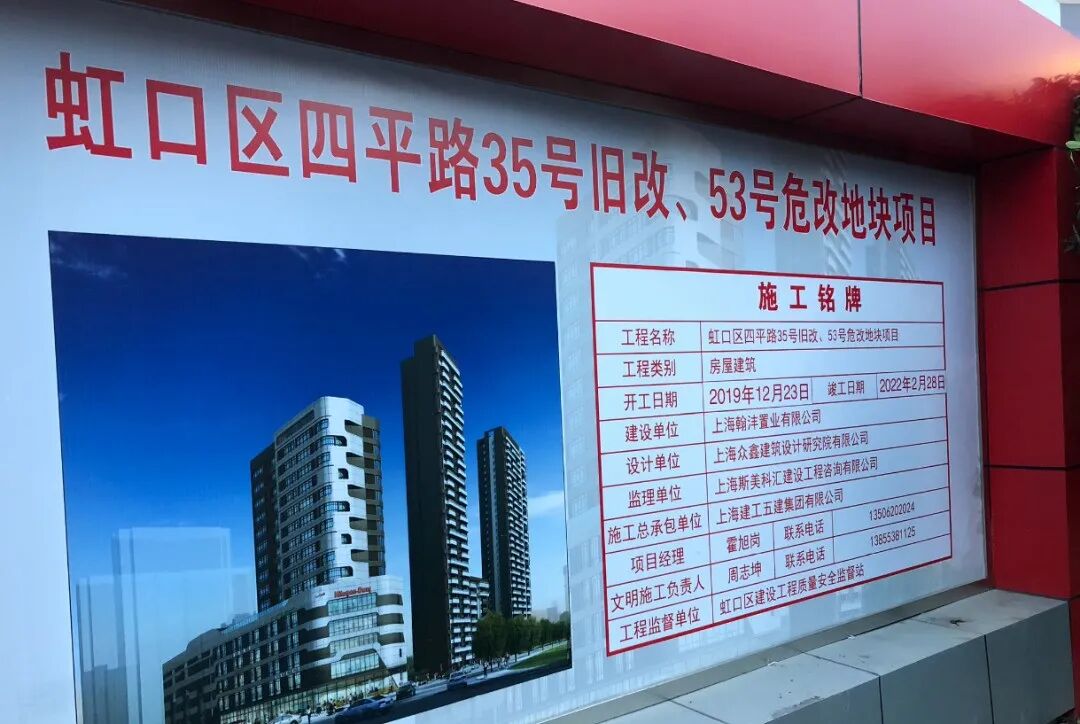 虹口区四平路35号旧改、53号危改地块项目
施工铭牌
工程名称 虹口区四平路35号旧改、53号危改地块项目
工程类别 房屋建筑
开工日期 2019年12月23日 竣工日期 2022年2月28日
建设单位 上海翰沣置业有限公司
设计单位 上海众鑫建筑设计研究院有限公司
监理单位 上海斯美科汇建设工程咨询有限公司
施工总承包单位 上海建工五建集团有限公司
项目经理 霍旭岗 联系电话 13506202024
文明施工负责人 周志坤 联系电话 13855381125
工程监督单位 虹口区建设工程质量安全监督站